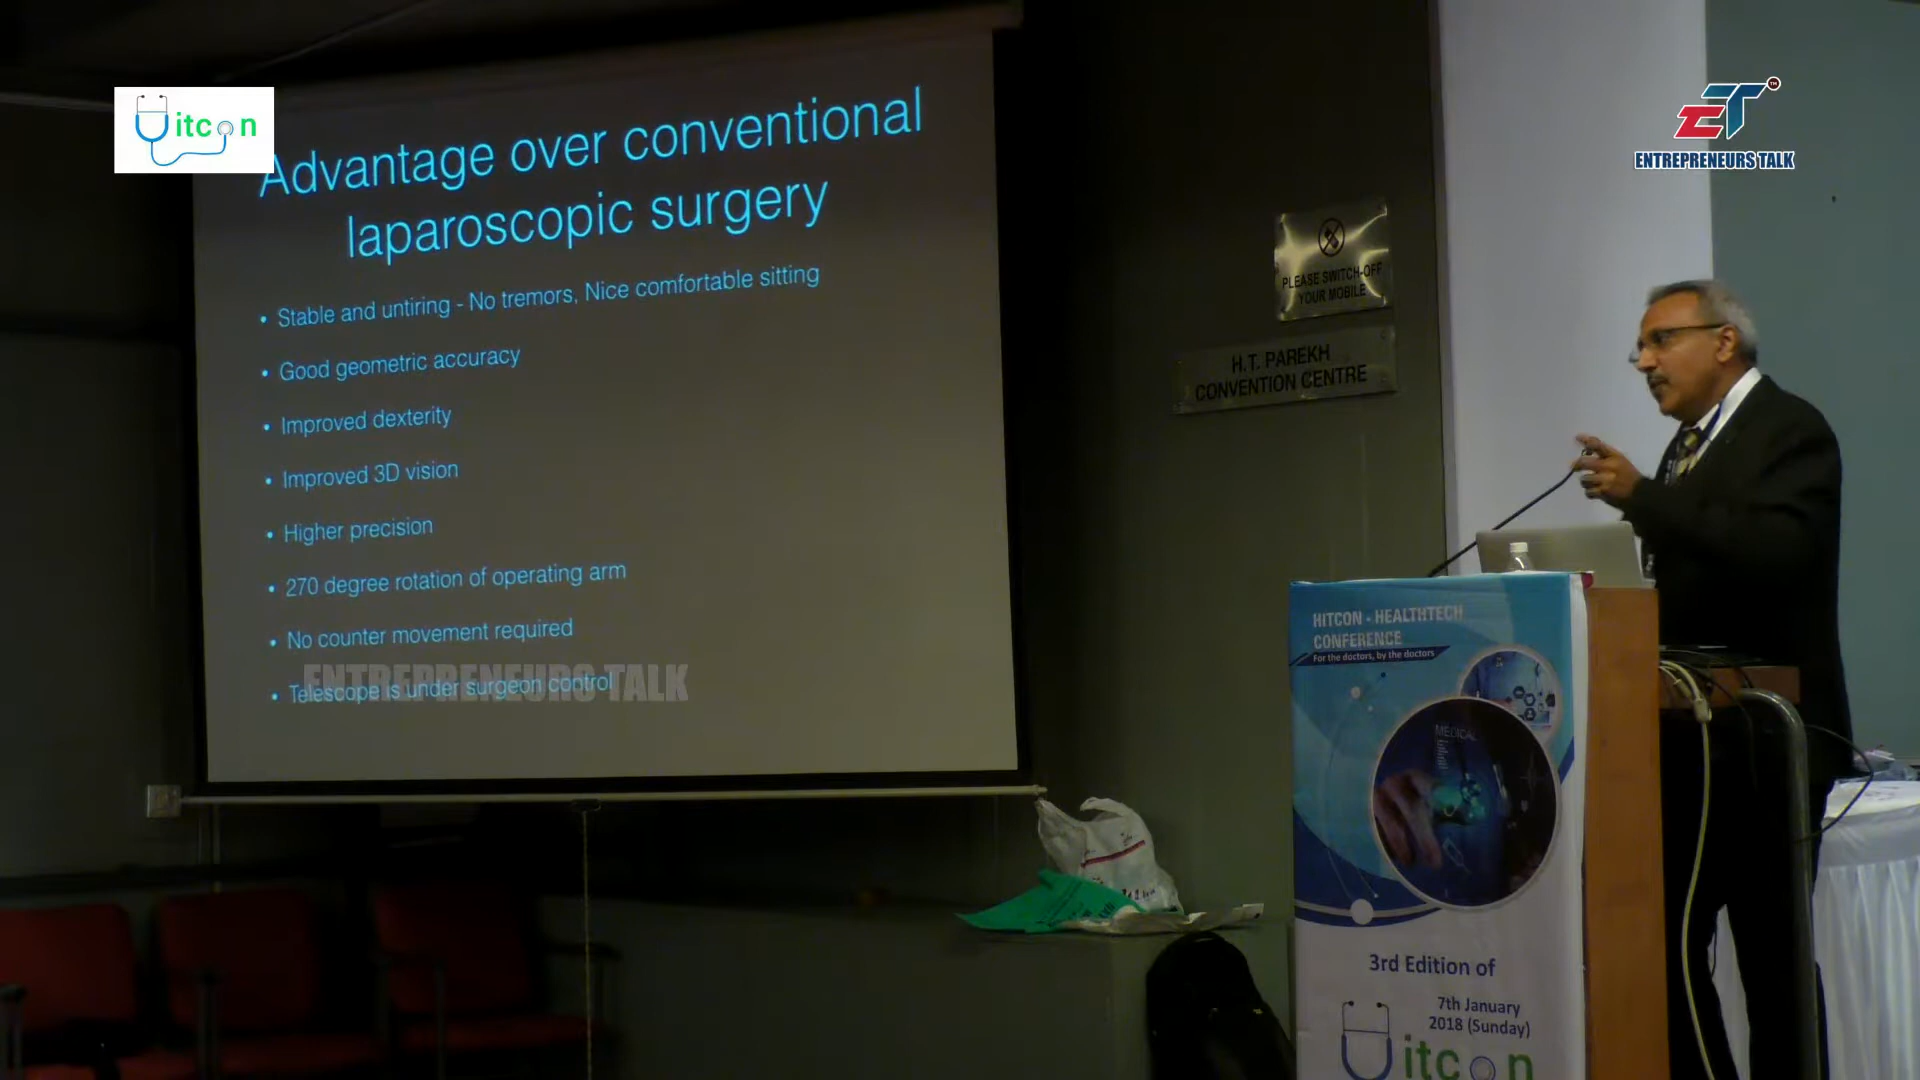 itcon
Advantage over conventional
laparoscopic surgery
• Stable and untiring - No tremors, Nice comfortable sitting
• Good geometric accuracy
• Improved dexterity
• Improved 3D vision
• Higher precision
• 270 degree rotation of operating arm
• No counter movement required
• Telescope is under surgeon control
ENTREPRENEURS TALK
ET TM
ENTREPRENEURS TALK
PLEASE SWITCH-OFF
YOUR MOBILE
H.T. PAREKH
CONVENTION CENTRE
HITCON - HEALTHTECH
CONFERENCE
For the doctors, by the doctors
MEDICAL
3rd Edition of
7th January
2018 (Sunday)
itcon